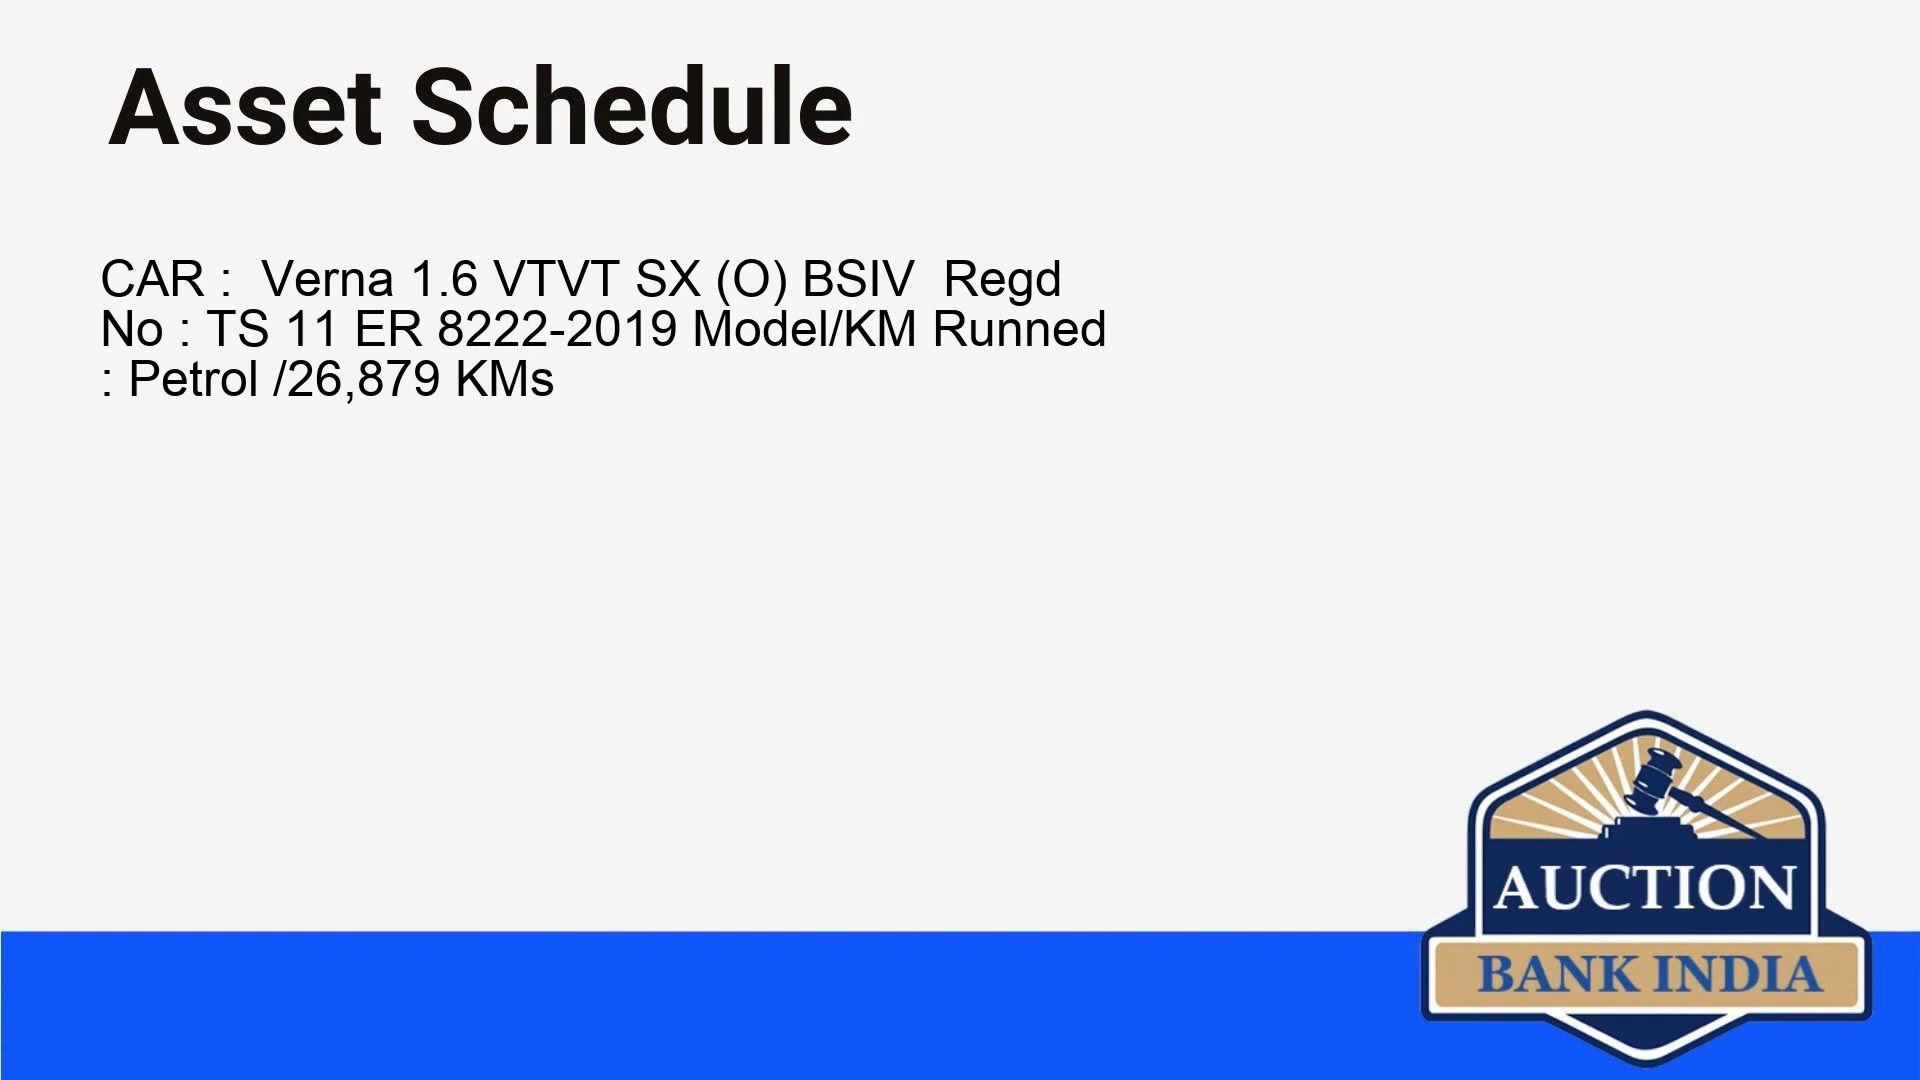 Asset Schedule
CAR :  Verna 1.6 VTVT SX (O) BSIV  Regd
No : TS 11 ER 8222-2019 Model/KM Runned
: Petrol /26,879 KMs
AUCTION
BANK INDIA